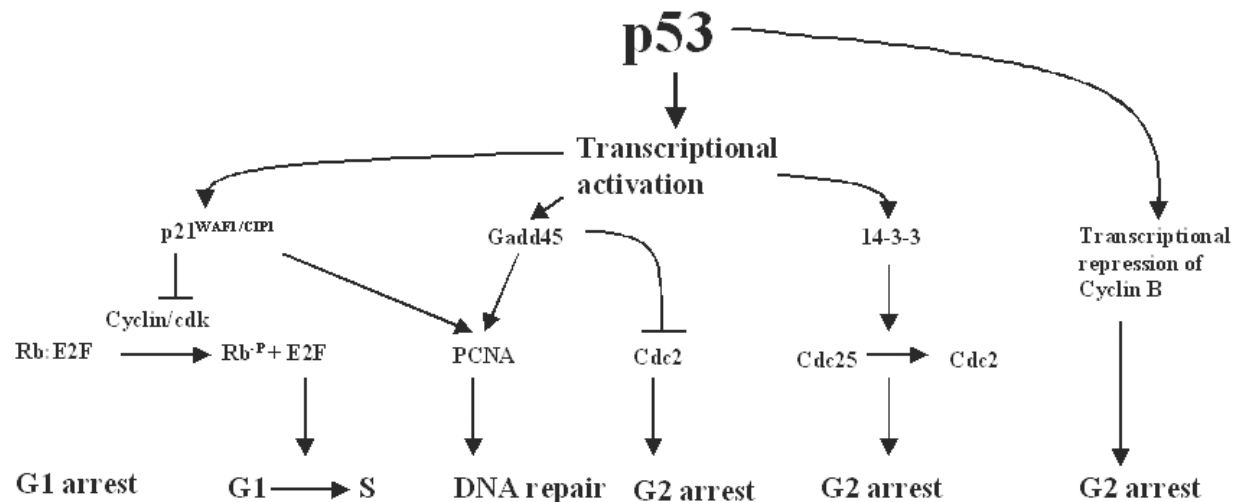 p53
Transcriptional
activation
p21WAF1/CIP1
Gadd45
14-3-3
Transcriptional
repression of
Cyclin B
Cyclin/cdk
Rb:E2F
Rb-P + E2F
PCNA
Cdc2
Cdc25
Cdc2
G1 arrest
G1
S
DNA repair
G2 arrest
G2 arrest
G2 arrest